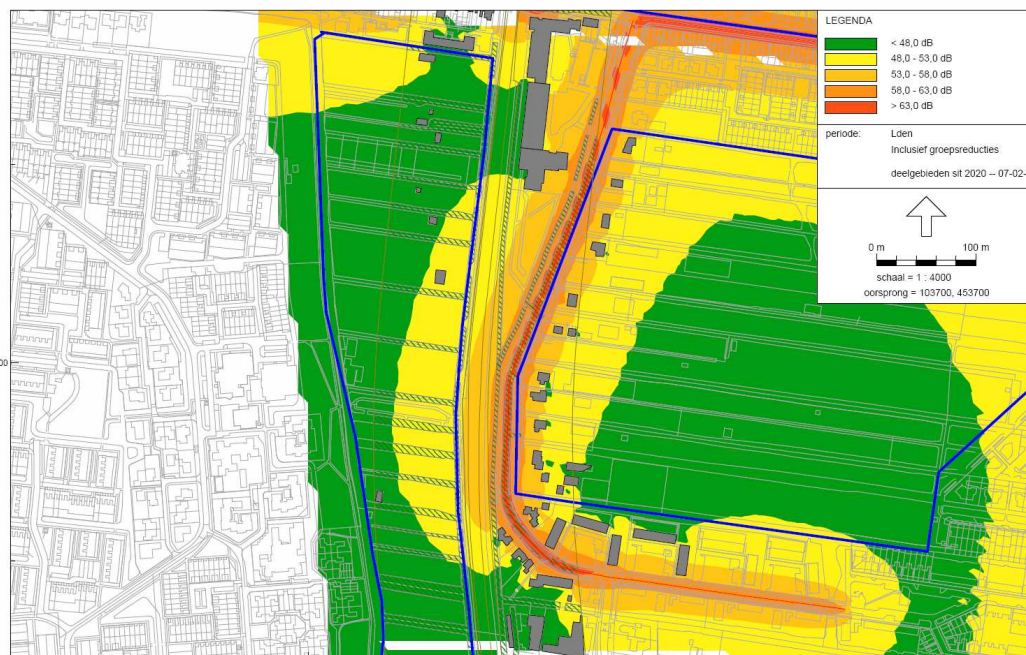 LEGENDA
< 48,0 dB
48,0 - 53,0 dB
53,0 - 58,0 dB
58,0 - 63,0 dB
> 63,0 dB
periode: Lden
Inclusief groepsreducties
deelgebieden sit 2020 -- 07-02-
0 m 100 m
schaal = 1 : 4000
oorsprong = 103700, 453700
00